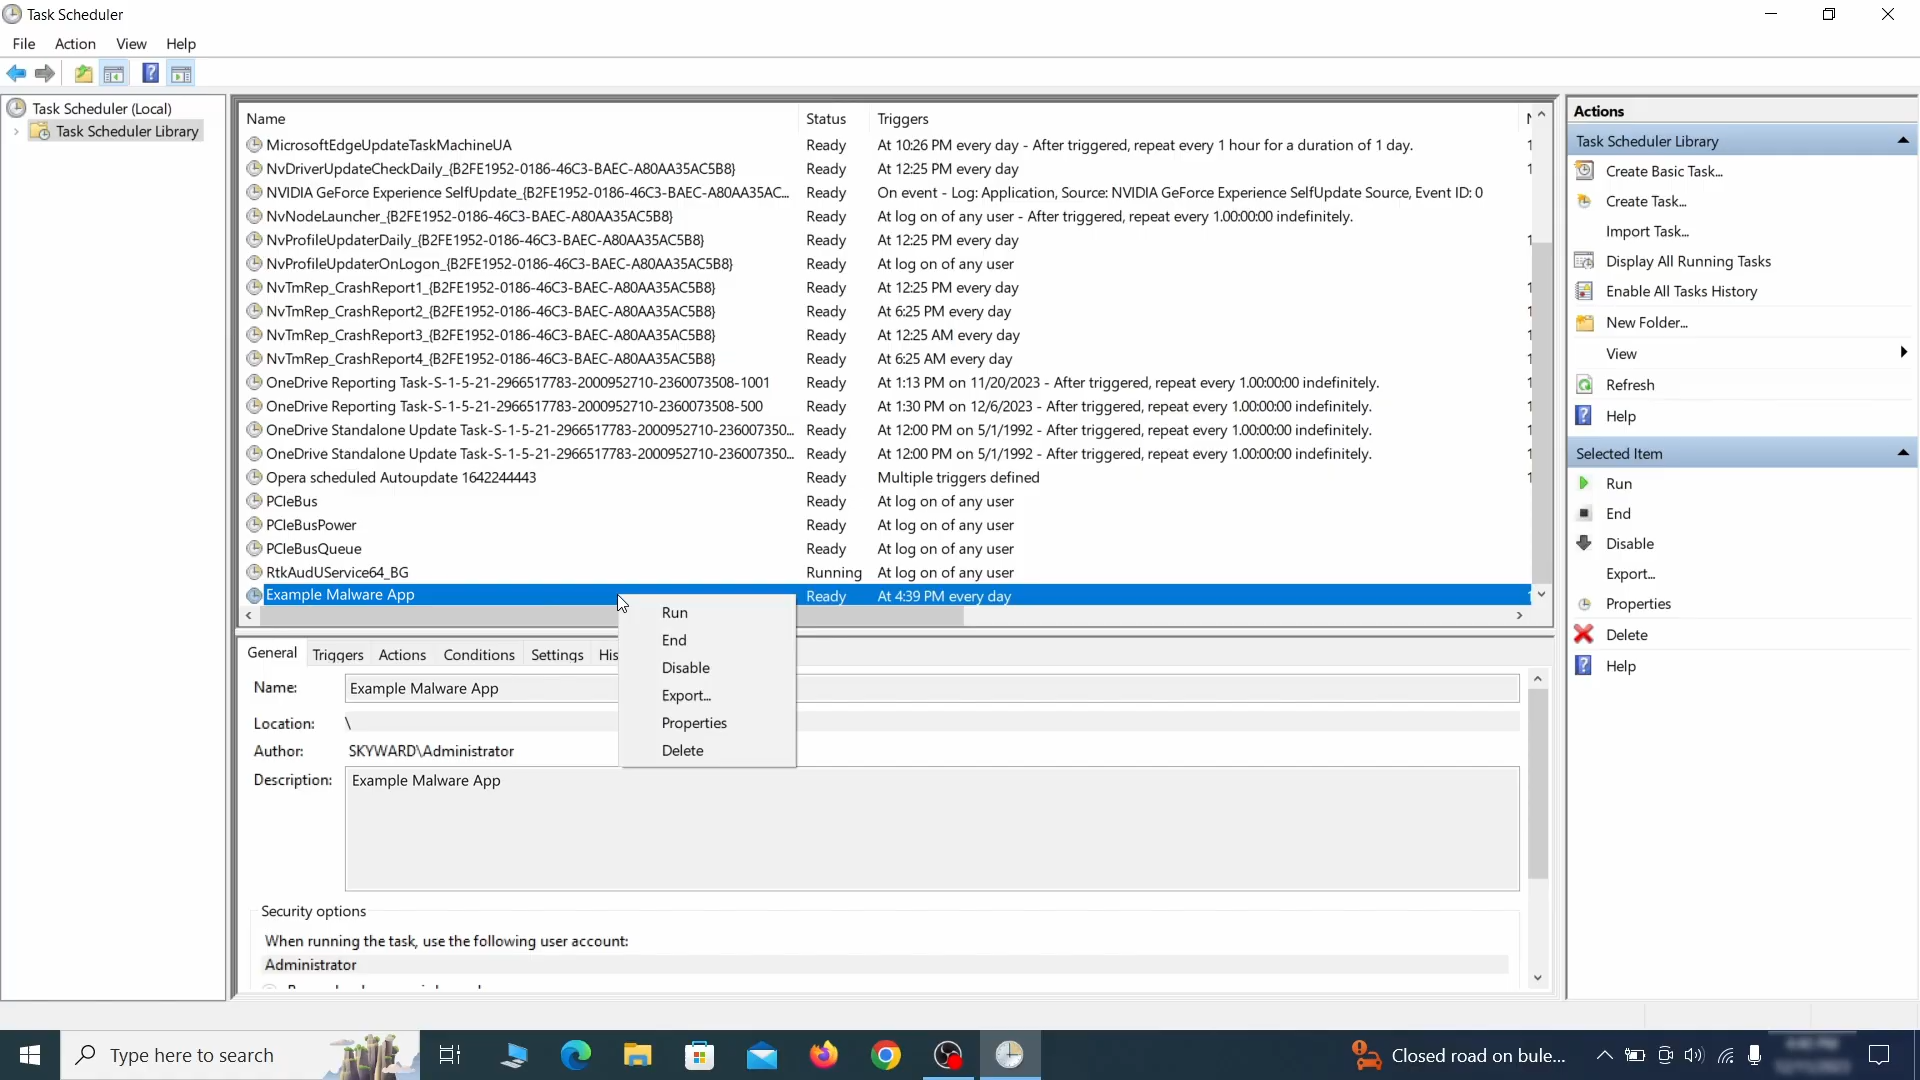 Task Scheduler
File Action View Help
Task Scheduler (Local)
Task Scheduler Library
Name Status Triggers
MicrosoftEdgeUpdateTaskMachineUA Ready At 10:26 PM every day - After triggered, repeat every 1 hour for a duration of 1 day.
NvDriverUpdateCheckDaily_{B2FE1952-0186-46C3-BAEC-A80AA35AC5B8} Ready At 12:25 PM every day
NVIDIA GeForce Experience SelfUpdate_{B2FE1952-0186-46C3-BAEC-A80AA35AC... Ready On event - Log: Application, Source: NVIDIA GeForce Experience SelfUpdate Source, Event ID: 0
NvNodeLauncher_{B2FE1952-0186-46C3-BAEC-A80AA35AC5B8} Ready At log on of any user - After triggered, repeat every 1.00:00:00 indefinitely.
NvProfileUpdaterDaily_{B2FE1952-0186-46C3-BAEC-A80AA35AC5B8} Ready At 12:25 PM every day
NvProfileUpdaterOnLogon_{B2FE1952-0186-46C3-BAEC-A80AA35AC5B8} Ready At log on of any user
NvTmRep_CrashReport1_{B2FE1952-0186-46C3-BAEC-A80AA35AC5B8} Ready At 12:25 PM every day
NvTmRep_CrashReport2_{B2FE1952-0186-46C3-BAEC-A80AA35AC5B8} Ready At 6:25 PM every day
NvTmRep_CrashReport3_{B2FE1952-0186-46C3-BAEC-A80AA35AC5B8} Ready At 12:25 AM every day
NvTmRep_CrashReport4_{B2FE1952-0186-46C3-BAEC-A80AA35AC5B8} Ready At 6:25 AM every day
OneDrive Reporting Task-S-1-5-21-2966517783-2000952710-2360073508-1001 Ready At 1:13 PM on 11/20/2023 - After triggered, repeat every 1.00:00:00 indefinitely.
OneDrive Reporting Task-S-1-5-21-2966517783-2000952710-2360073508-500 Ready At 1:30 PM on 12/6/2023 - After triggered, repeat every 1.00:00:00 indefinitely.
OneDrive Standalone Update Task-S-1-5-21-2966517783-2000952710-236007350... Ready At 12:00 PM on 5/1/1992 - After triggered, repeat every 1.00:00:00 indefinitely.
OneDrive Standalone Update Task-S-1-5-21-2966517783-2000952710-236007350... Ready At 12:00 PM on 5/1/1992 - After triggered, repeat every 1.00:00:00 indefinitely.
Opera scheduled Autoupdate 1642244443 Ready Multiple triggers defined
PCIeBus Ready At log on of any user
PCIeBusPower Ready At log on of any user
PCIeBusQueue Ready At log on of any user
RtkAudUService64_BG Running At log on of any user
Example Malware App Ready At 4:39 PM every day
Run
End
Disable
Export...
Properties
Delete
General Triggers Actions Conditions Settings His
Name: Example Malware App
Location: \
Author: SKYWARD\Administrator
Description: Example Malware App
Security options
When running the task, use the following user account:
Administrator
Actions
Task Scheduler Library
Create Basic Task...
Create Task...
Import Task...
Display All Running Tasks
Enable All Tasks History
New Folder...
View
Refresh
Help
Selected Item
Run
End
Disable
Export...
Properties
Delete
Help
Type here to search
Closed road on bule...